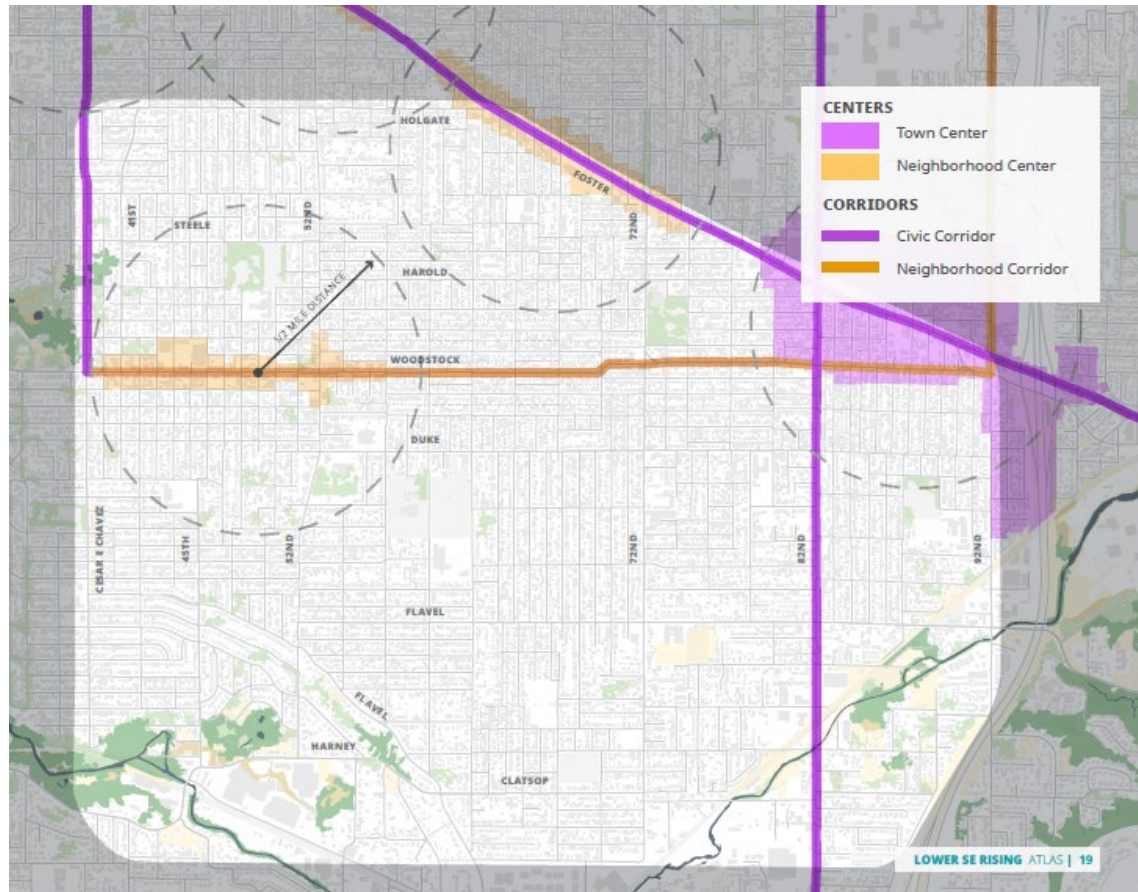 CENTERS
Town Center
Neighborhood Center
CORRIDORS
Civic Corridor
Neighborhood Corridor
HOLGATE
FOSTER
41ST
52ND
72ND
STEELE
HAROLD
1/2 MILE DISTANCE
WOODSTOCK
DUKE
CESAR E CHAVEZ
45TH
52ND
72ND
82ND
92ND
FLAVEL
FLAVEL
HARNEY
CLATSOP
LOWER SE RISING ATLAS | 19